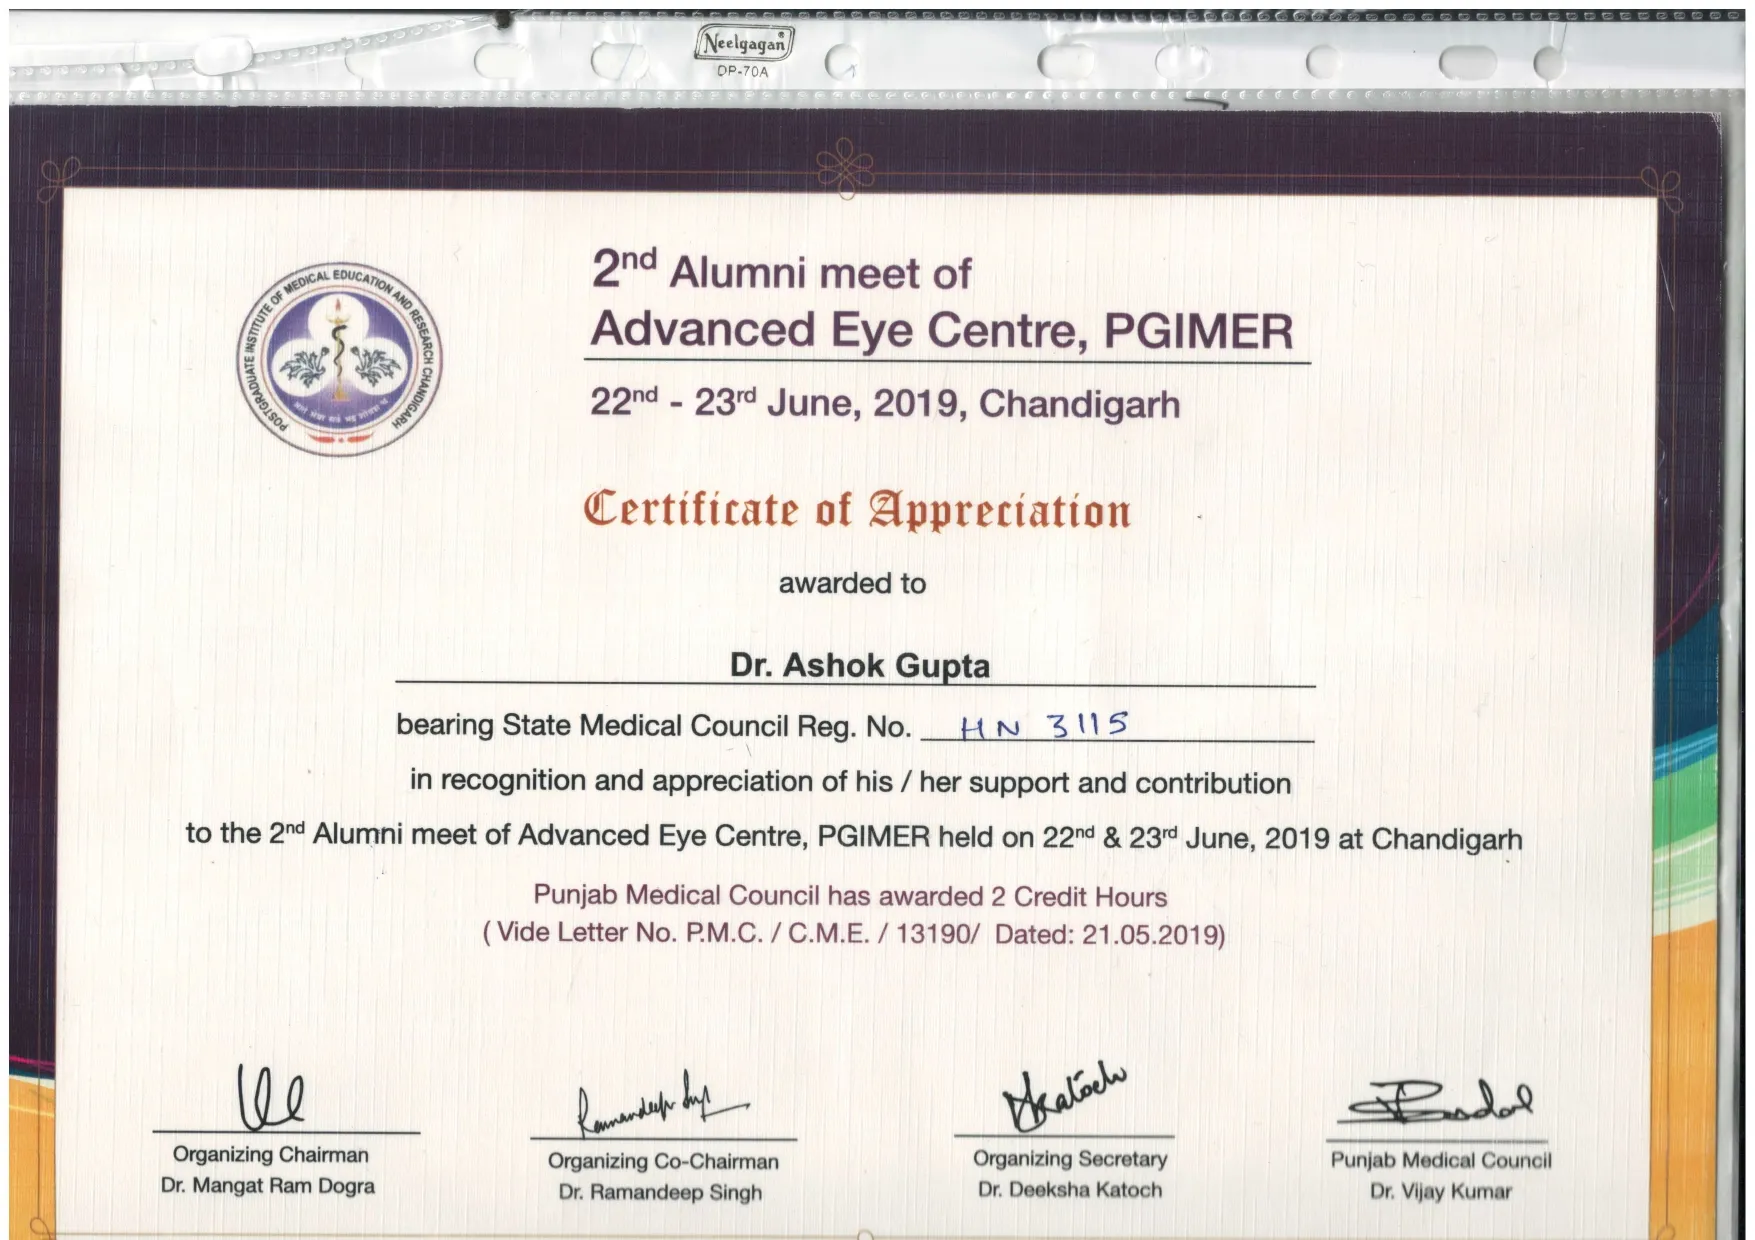 Neelgagan®
DP-70A
POSTGRADUATE INSTITUTE OF MEDICAL EDUCATION AND RESEARCH CHANDIGARH
2nd Alumni meet of
Advanced Eye Centre, PGIMER
22nd - 23rd June, 2019, Chandigarh
Certificate of Appreciation
awarded to
Dr. Ashok Gupta
bearing State Medical Council Reg. No. HN 3115
in recognition and appreciation of his / her support and contribution
to the 2nd Alumni meet of Advanced Eye Centre, PGIMER held on 22nd & 23rd June, 2019 at Chandigarh
Punjab Medical Council has awarded 2 Credit Hours
( Vide Letter No. P.M.C. / C.M.E. / 13190/ Dated: 21.05.2019)
Ramandeep Singh
Katoch
Organizing Chairman
Dr. Mangat Ram Dogra
Organizing Co-Chairman
Dr. Ramandeep Singh
Organizing Secretary
Dr. Deeksha Katoch
Punjab Medical Council
Dr. Vijay Kumar